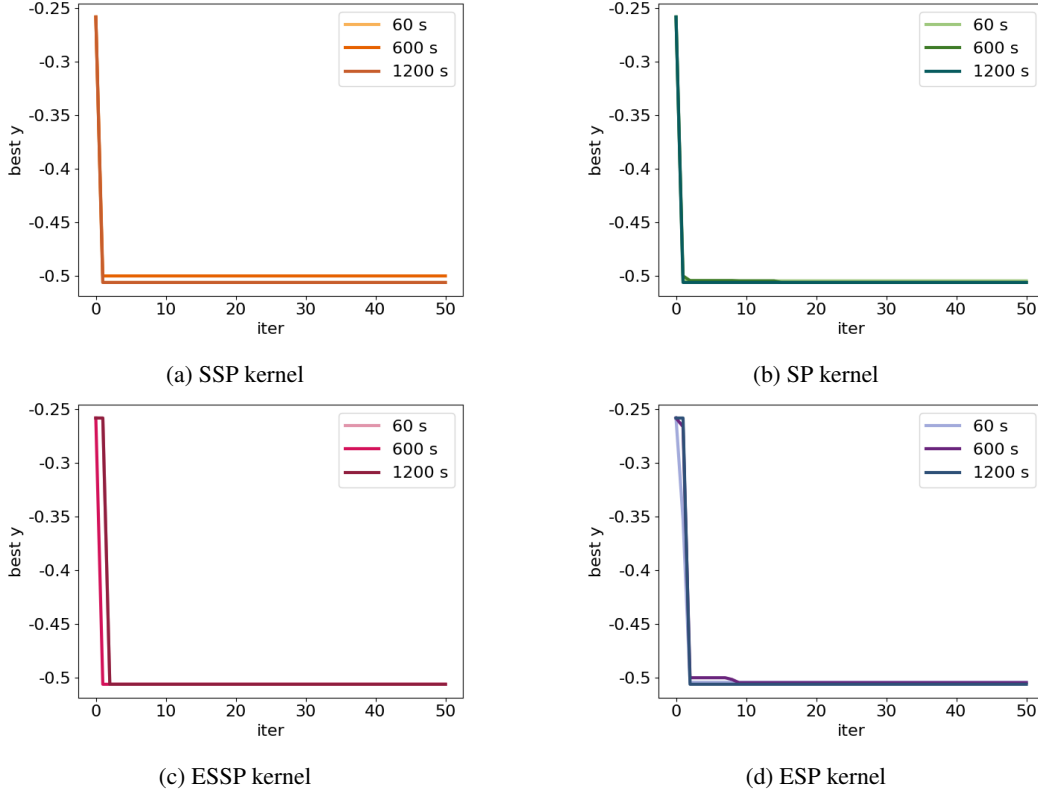 -0.25
-0.3
-0.35
-0.4
-0.45
-0.5
best y
0 10 20 30 40 50
iter
60 s
600 s
1200 s
(a) SSP kernel
-0.25
-0.3
-0.35
-0.4
-0.45
-0.5
best y
0 10 20 30 40 50
iter
60 s
600 s
1200 s
(b) SP kernel
-0.25
-0.3
-0.35
-0.4
-0.45
-0.5
best y
0 10 20 30 40 50
iter
60 s
600 s
1200 s
(c) ESSP kernel
-0.25
-0.3
-0.35
-0.4
-0.45
-0.5
best y
0 10 20 30 40 50
iter
60 s
600 s
1200 s
(d) ESP kernel